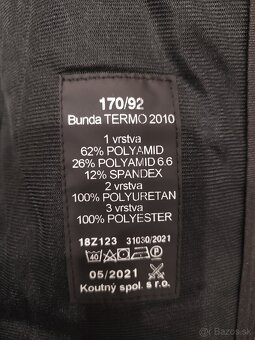 170/92
Bunda TERMO 2010
1 vrstva
62% POLYAMID
26% POLYAMID 6.6
12% SPANDEX
2 vrstva
100% POLYURETAN
3 vrstva
100% POLYESTER
18Z123 31030/2021
40 P
05/2021
Koutný spol. s r.o.
Bazos.sk